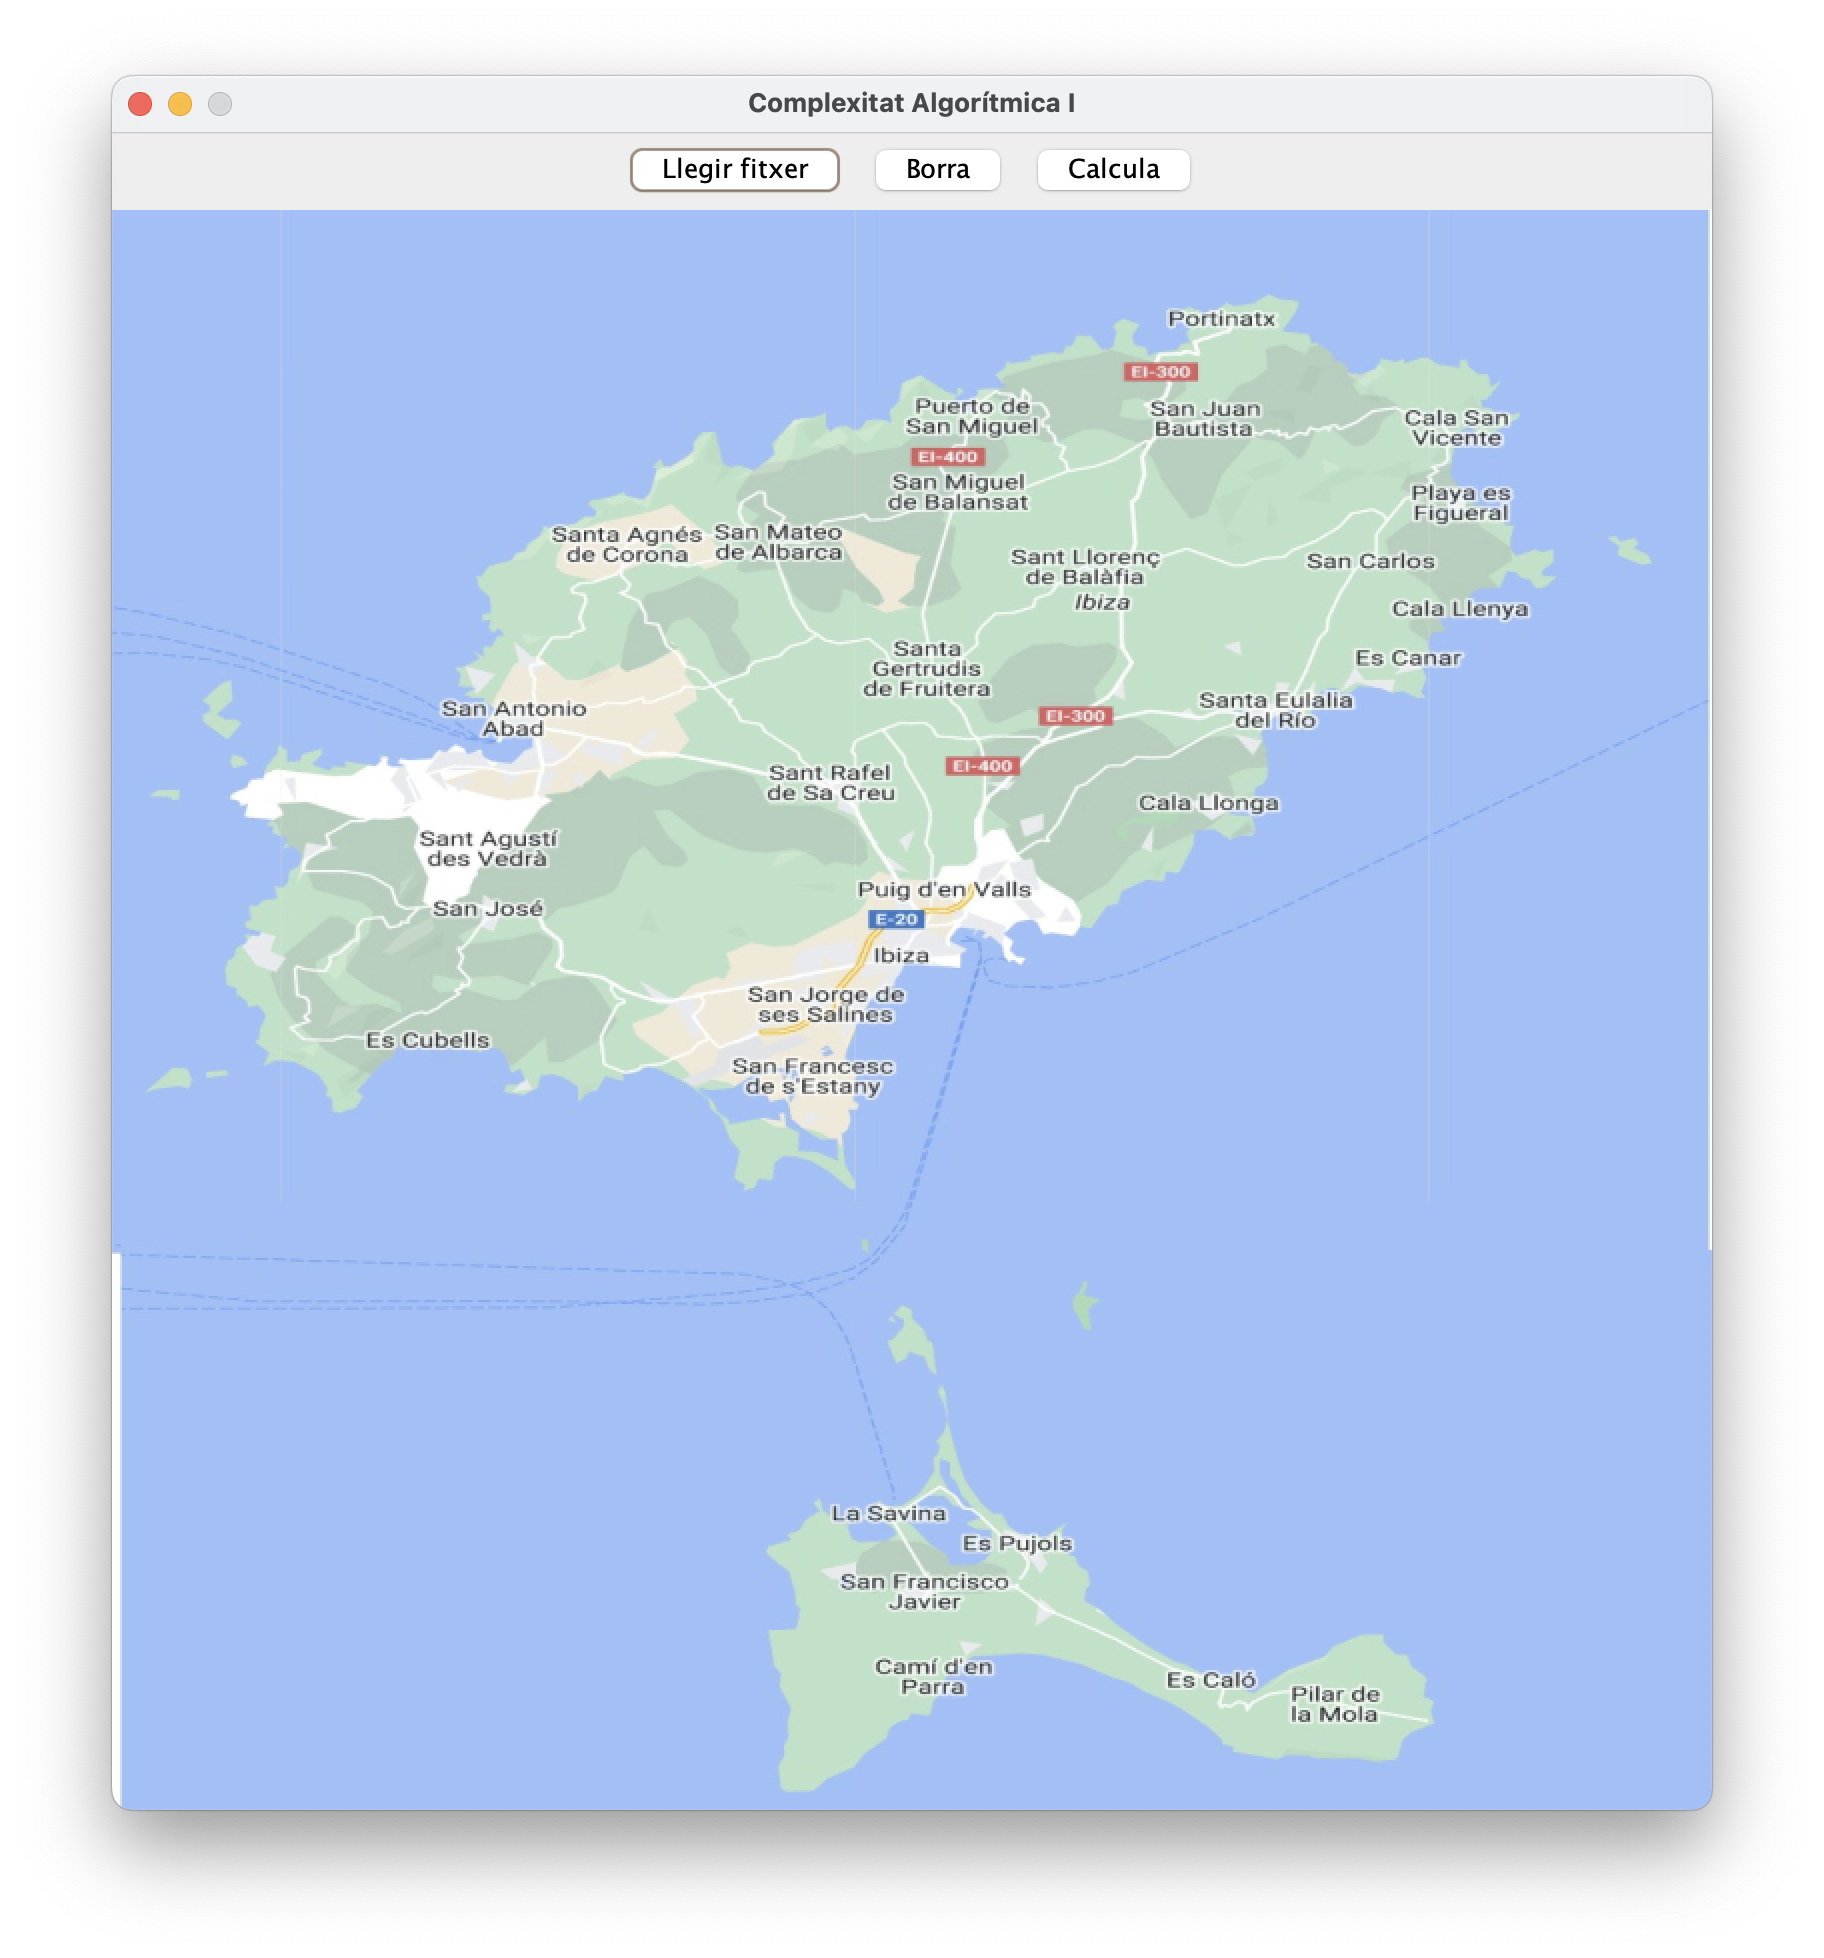 Complexitat Algorítmica I
Llegir fitxer
Borra
Calcula
Portinatx
EI-300
Puerto de
San Miguel
San Juan
Bautista
Cala San
Vicente
EI-400
San Miguel
de Balansat
Playa es
Figueral
Santa Agnés
de Corona
San Mateo
de Albarca
Sant Llorenç
de Balàfia
San Carlos
Ibiza
Cala Llenya
Santa
Gertrudis
de Fruitera
Es Canar
San Antonio
Abad
EI-300
Santa Eulalia
del Río
EI-400
Sant Rafel
de Sa Creu
Cala Llonga
Sant Agustí
des Vedrà
Puig d'en Valls
San José
E-20
Ibiza
San Jorge de
ses Salines
Es Cubells
San Francesc
de s'Estany
La Savina
Es Pujols
San Francisco
Javier
Camí d'en
Parra
Es Caló
Pilar de
la Mola